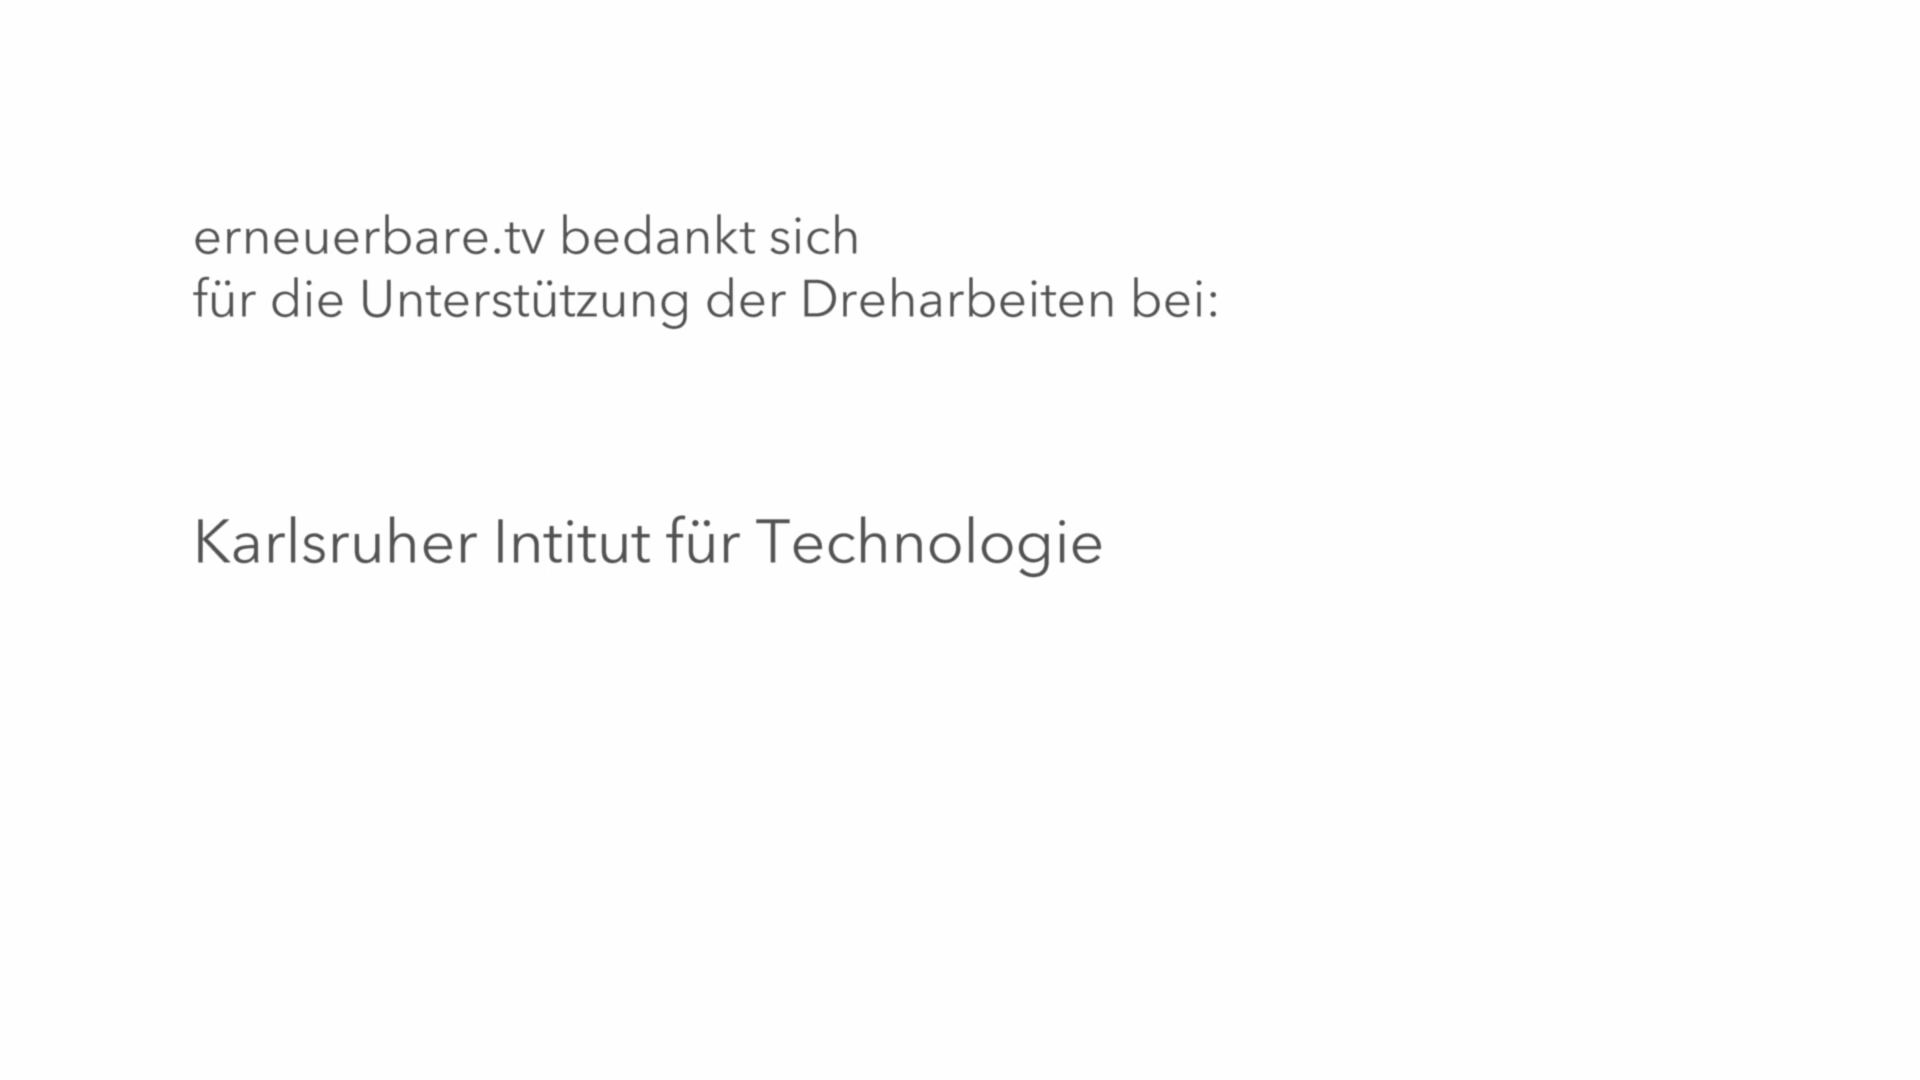 erneuerbare.tv bedankt sich
für die Unterstützung der Dreharbeiten bei:
Karlsruher Intitut für Technologie